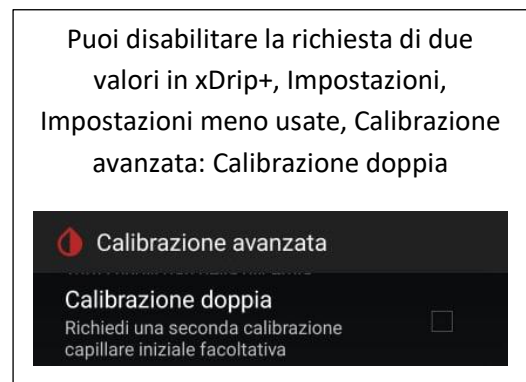 Puoi disabilitare la richiesta di due
valori in xDrip+, Impostazioni,
Impostazioni meno usate, Calibrazione
avanzata: Calibrazione doppia
Calibrazione avanzata
Calibrazione doppia
Richiedi una seconda calibrazione
capillare iniziale facoltativa